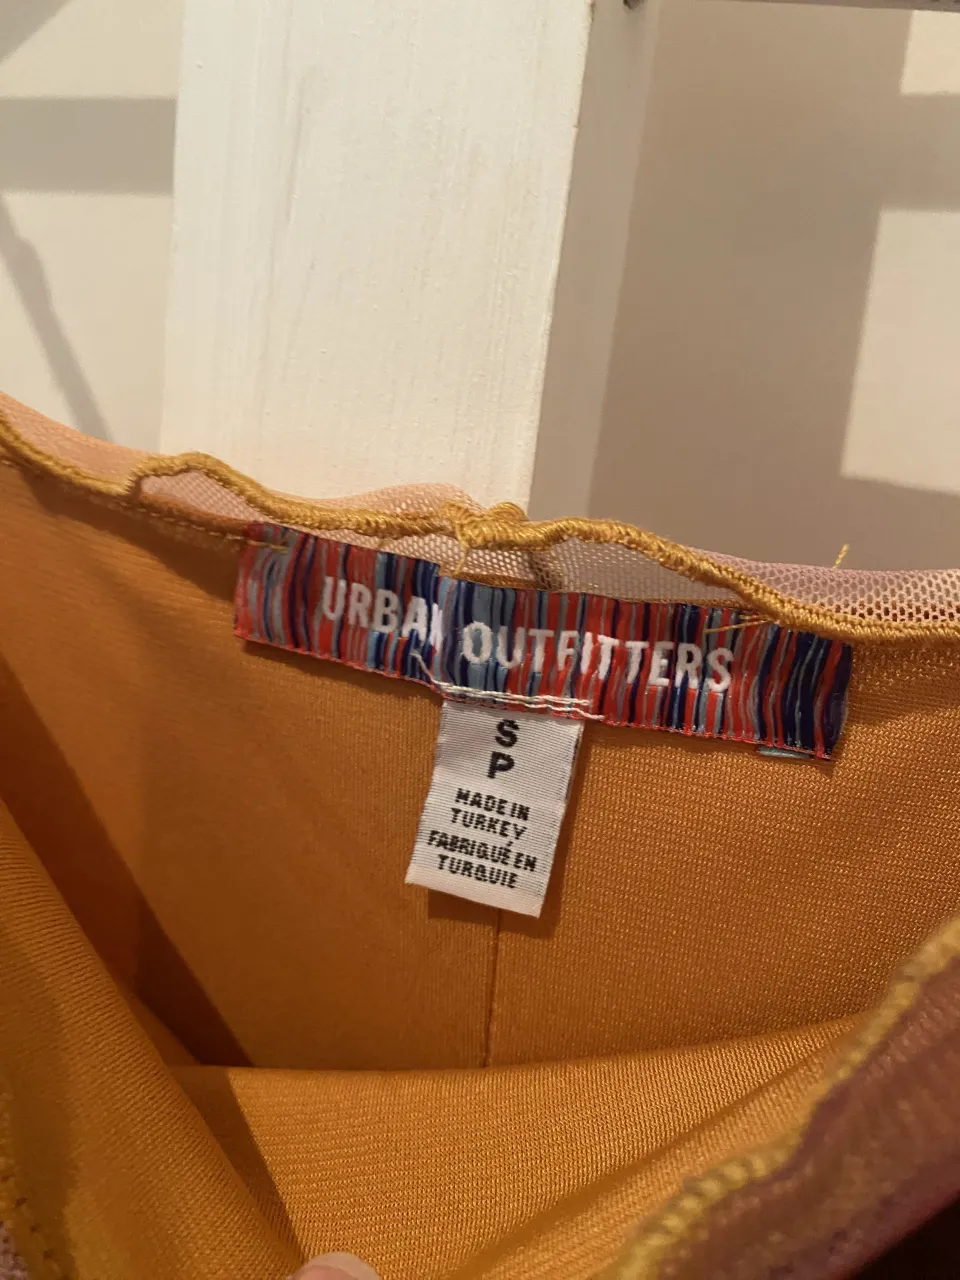 URBAN OUTFITTERS
S
P
MADE IN
TURKEY
FABRIQUÉ EN
TURQUIE